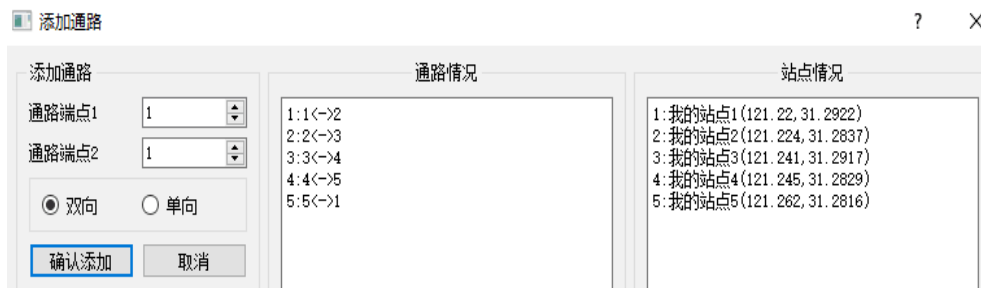 添加通路
?
添加通路
通路端点1
1
通路端点2
1
双向
单向
确认添加
取消
通路情况
1:1<->2
2:2<->3
3:3<->4
4:4<->5
5:5<->1
站点情况
1:我的站点1(121.22,31.2922)
2:我的站点2(121.224,31.2837)
3:我的站点3(121.241,31.2917)
4:我的站点4(121.245,31.2829)
5:我的站点5(121.262,31.2816)